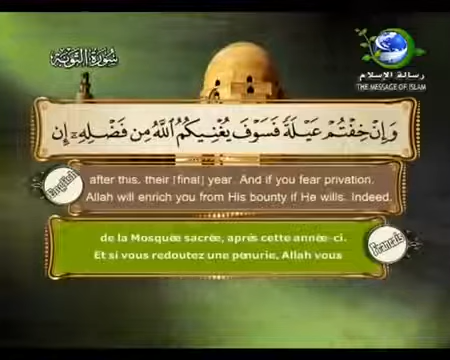 سورة التوبة
رسالة الإسلام
THE MESSAGE OF ISLAM
وَإِنْ خِفْتُمْ عَيْلَةً فَسَوْفَ يُغْنِيكُمُ اللَّهُ مِن فَضْلِهِۦٓ إِن
English
after this, their [final] year. And if you fear privation.
Allah will enrich you from His bounty if He wills. Indeed.
de la Mosquée sacrée, après cette année-ci.
Et si vous redoutez une pénurie, Allah vous
français